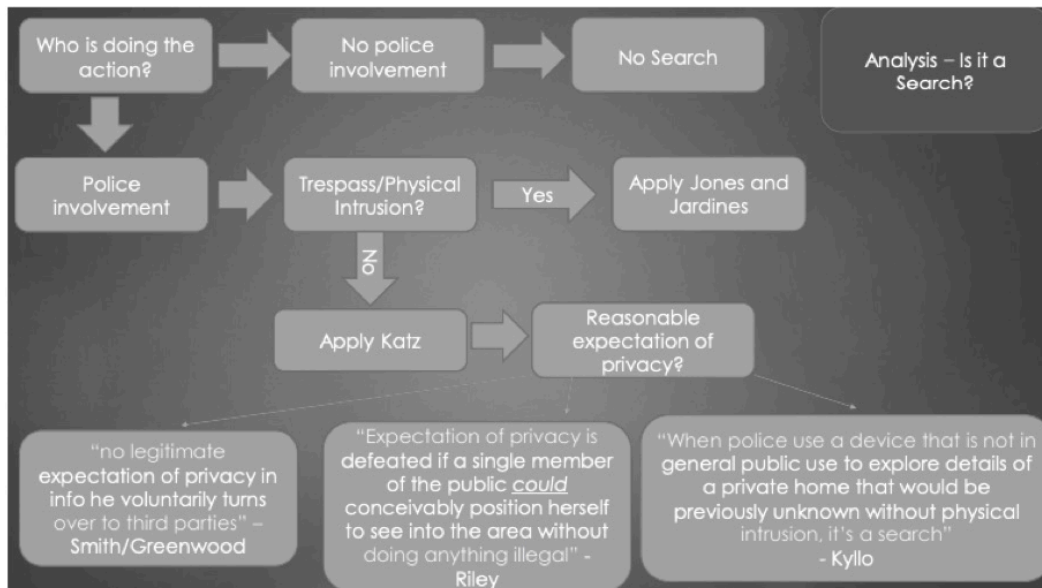 Who is doing the
action?
No police
involvement
No Search
Analysis – Is it a
Search?
Police
involvement
Trespass/Physical
Intrusion?
Yes
Apply Jones and
Jardines
No
Apply Katz
Reasonable
expectation of
privacy?
“no legitimate
expectation of privacy in
info he voluntarily turns
over to third parties” –
Smith/Greenwood
“Expectation of privacy is
defeated if a single member
of the public could
conceivably position herself
to see into the area without
doing anything illegal” -
Riley
“When police use a device that is not in
general public use to explore details of
a private home that would be
previously unknown without physical
intrusion, it’s a search”
- Kyllo